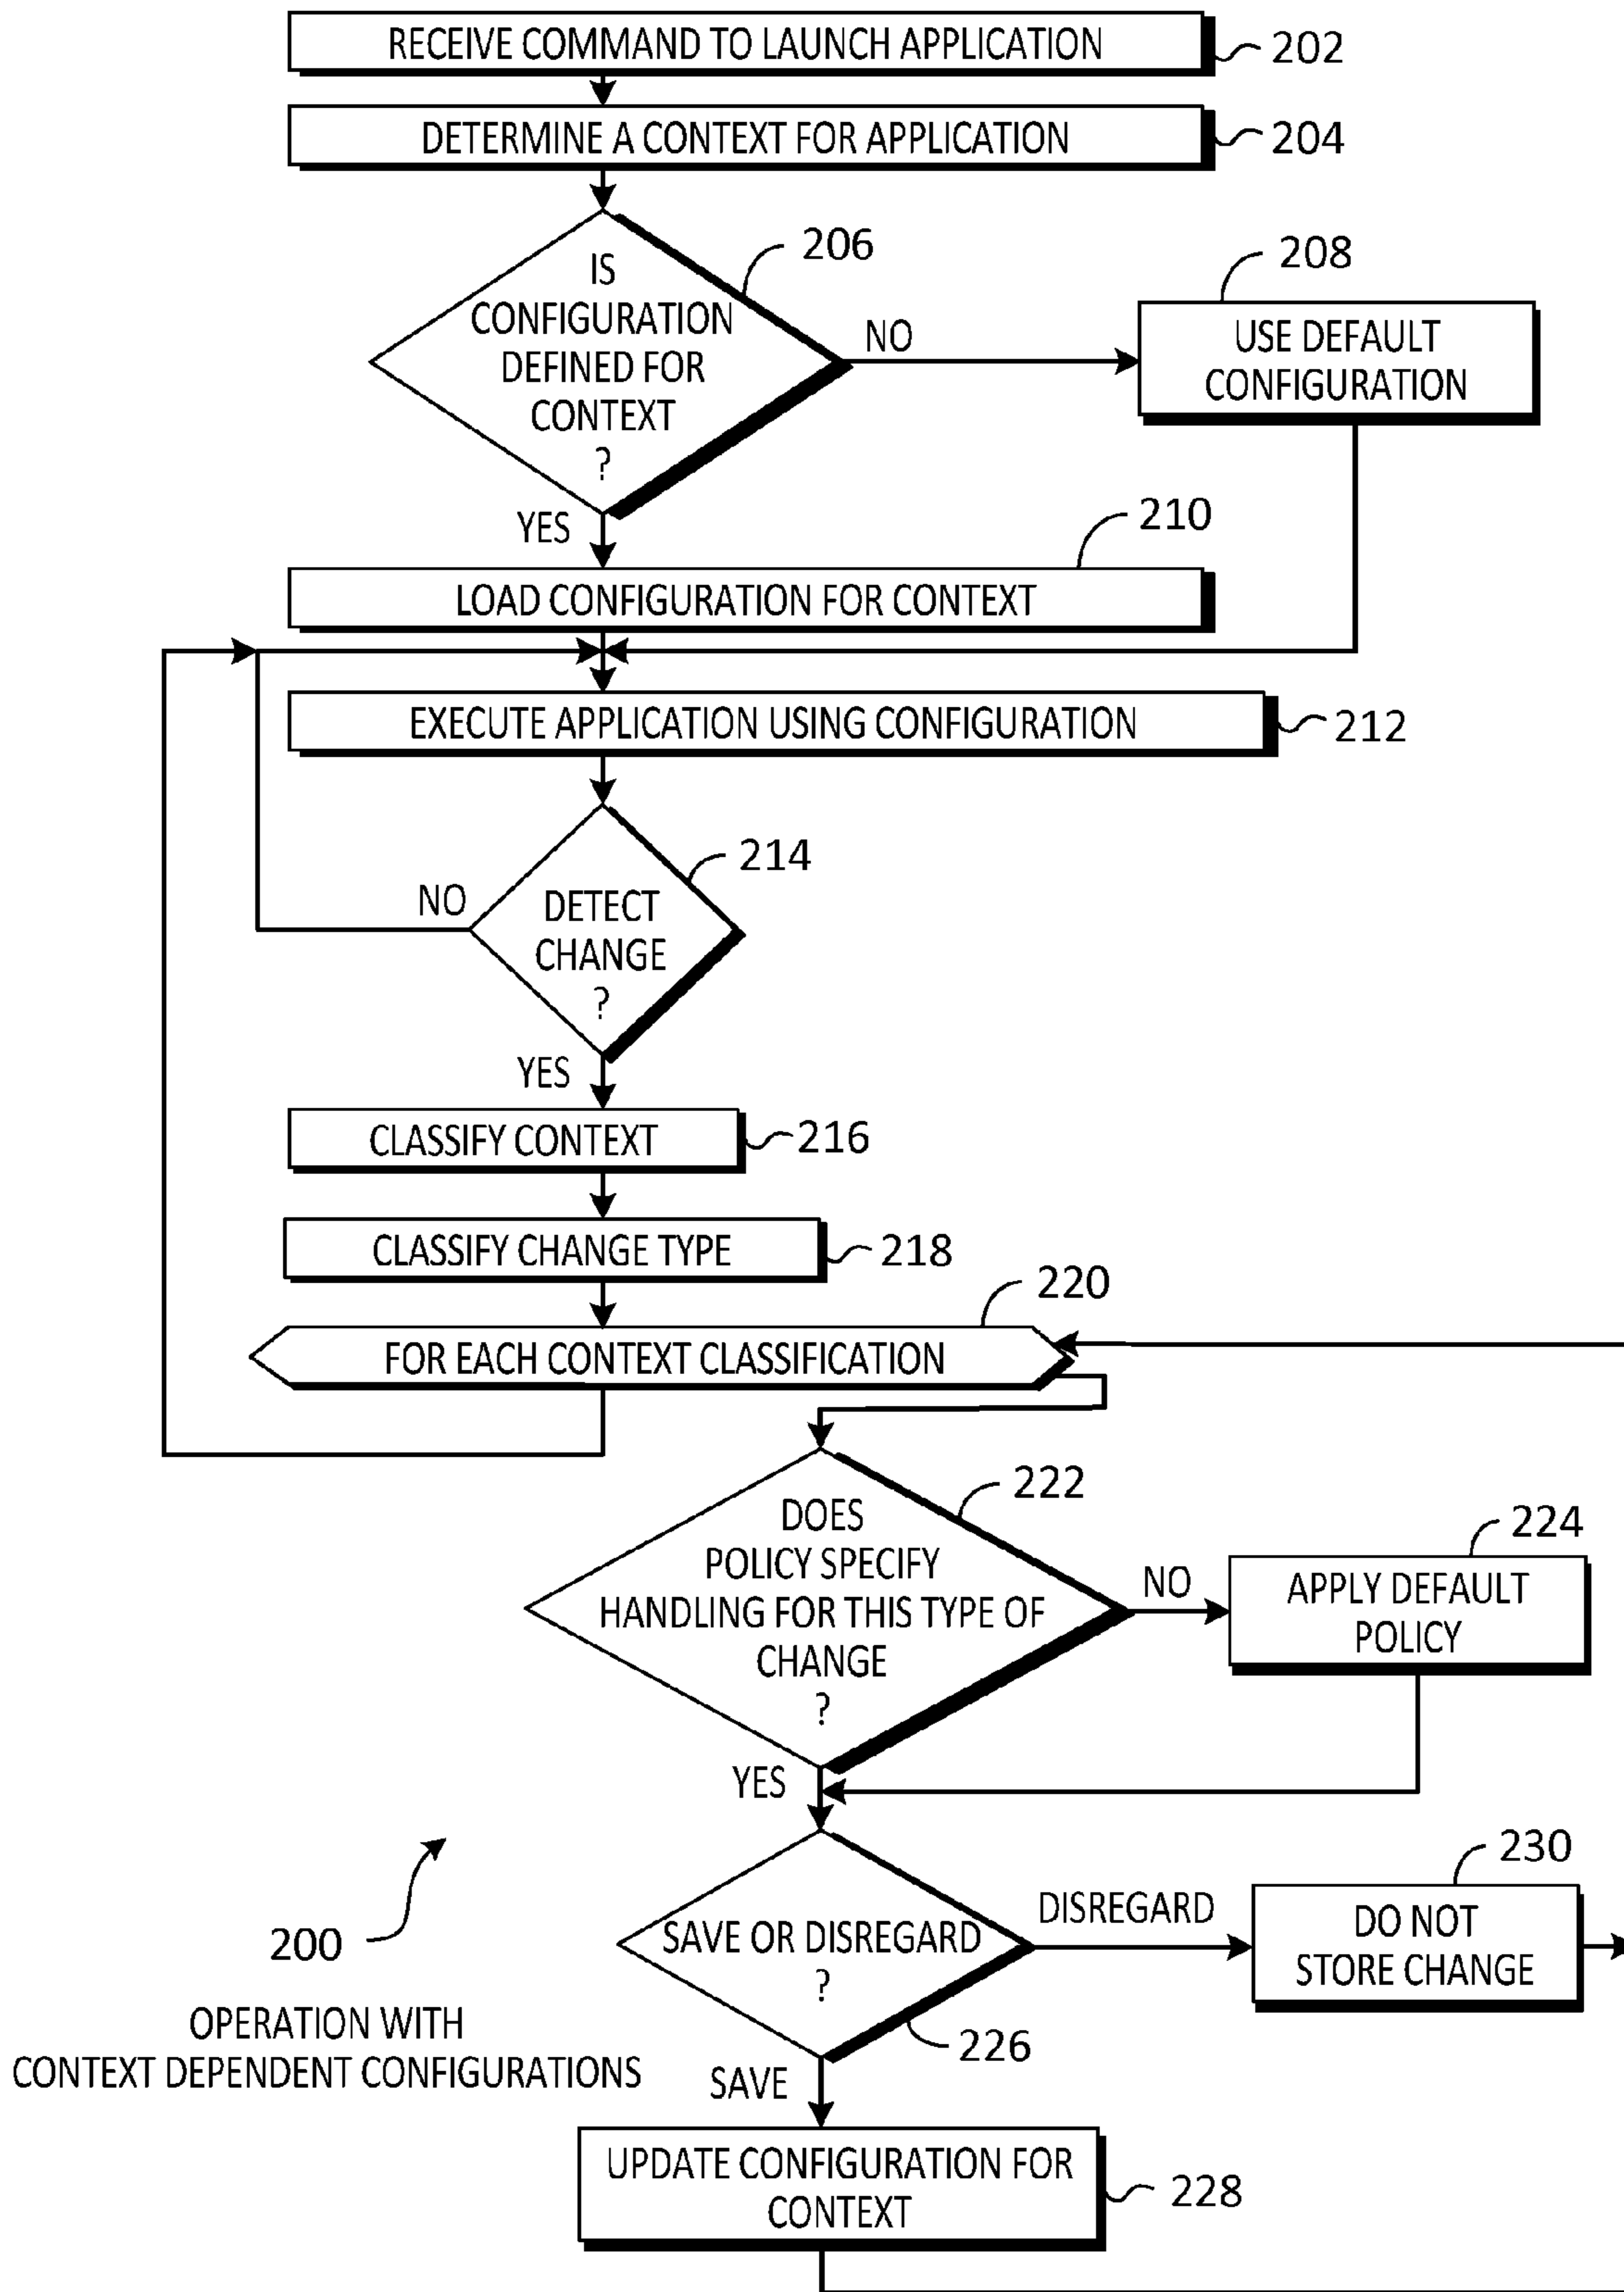 RECEIVE COMMAND TO LAUNCH APPLICATION
202
DETERMINE A CONTEXT FOR APPLICATION
204
206
IS
CONFIGURATION
DEFINED FOR
CONTEXT
?
NO
208
USE DEFAULT
CONFIGURATION
YES
210
LOAD CONFIGURATION FOR CONTEXT
EXECUTE APPLICATION USING CONFIGURATION
212
214
NO
DETECT
CHANGE
?
YES
CLASSIFY CONTEXT
216
CLASSIFY CHANGE TYPE
218
220
FOR EACH CONTEXT CLASSIFICATION
222
DOES
POLICY SPECIFY
HANDLING FOR THIS TYPE OF
CHANGE
?
NO
224
APPLY DEFAULT
POLICY
YES
SAVE OR DISREGARD
?
226
DISREGARD
230
DO NOT
STORE CHANGE
200
OPERATION WITH
CONTEXT DEPENDENT CONFIGURATIONS
SAVE
UPDATE CONFIGURATION FOR
CONTEXT
228